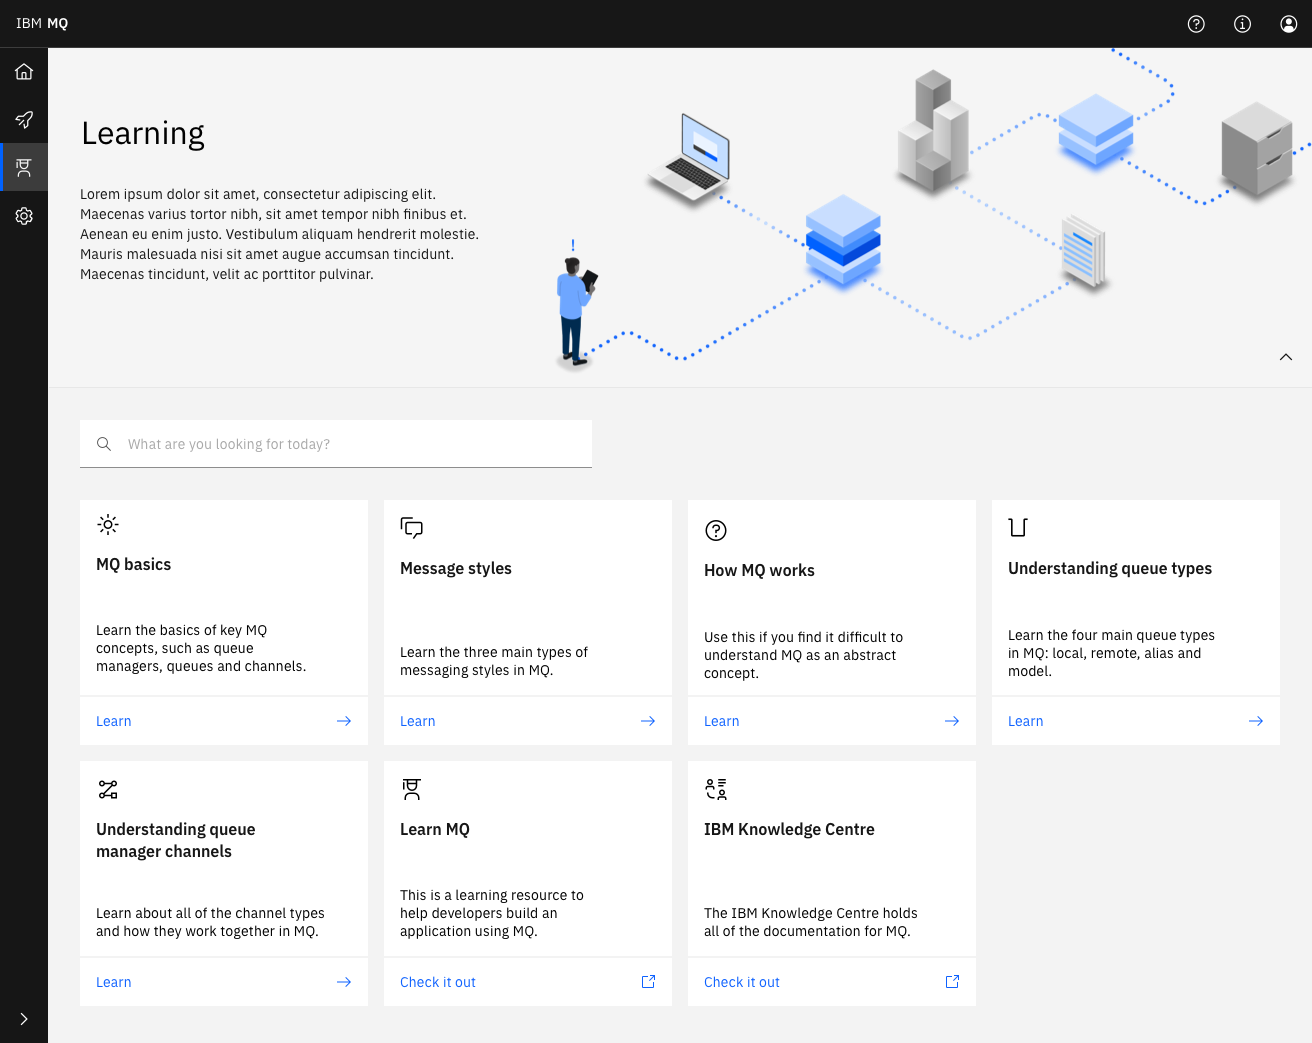 IBM MQ
Learning
Lorem ipsum dolor sit amet, consectetur adipiscing elit.
Maecenas varius tortor nibh, sit amet tempor nibh finibus et.
Aenean eu enim justo. Vestibulum aliquam hendrerit molestie.
Mauris malesuada nisi sit amet augue accumsan tincidunt.
Maecenas tincidunt, velit ac porttitor pulvinar.
!
What are you looking for today?
MQ basics
Learn the basics of key MQ
concepts, such as queue
managers, queues and channels.
Learn
Message styles
Learn the three main types of
messaging styles in MQ.
Learn
How MQ works
Use this if you find it difficult to
understand MQ as an abstract
concept.
Learn
Understanding queue types
Learn the four main queue types
in MQ: local, remote, alias and
model.
Learn
Understanding queue
manager channels
Learn about all of the channel types
and how they work together in MQ.
Learn
Learn MQ
This is a learning resource to
help developers build an
application using MQ.
Check it out
IBM Knowledge Centre
The IBM Knowledge Centre holds
all of the documentation for MQ.
Check it out